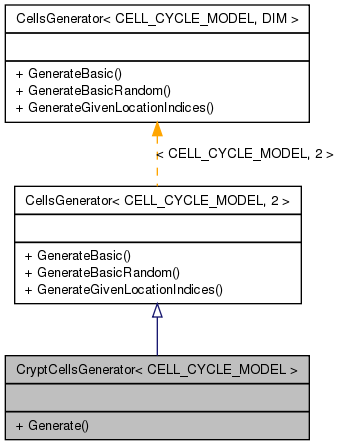 CellsGenerator< CELL_CYCLE_MODEL, DIM >
+ GenerateBasic()
+ GenerateBasicRandom()
+ GenerateGivenLocationIndices()
< CELL_CYCLE_MODEL, 2 >
CellsGenerator< CELL_CYCLE_MODEL, 2 >
+ GenerateBasic()
+ GenerateBasicRandom()
+ GenerateGivenLocationIndices()
CryptCellsGenerator< CELL_CYCLE_MODEL >
+ Generate()